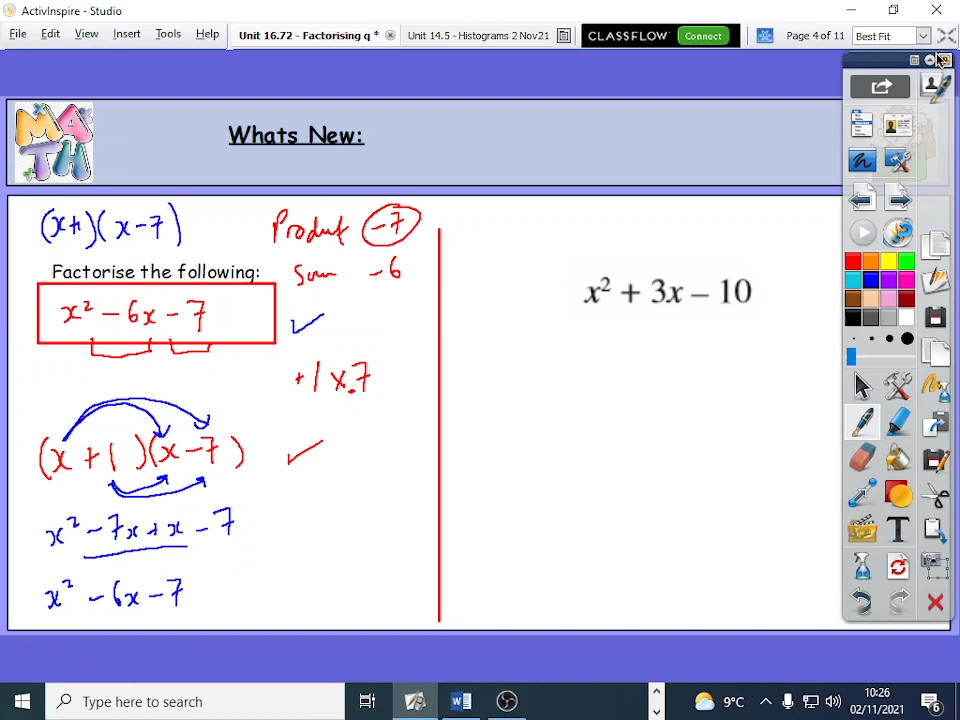 ActivInspire - Studio
File Edit View Insert Tools Help
Unit 16.72 - Factorising q *
Unit 14.5 - Histograms 2 Nov21
CLASSFLOW Connect
Page 4 of 11
Best Fit
MATH
Whats New:
(x+1)(x-7)
Product -7
Sum -6
Factorise the following:
x² - 6x - 7
+1 x -7
(x + 1)(x - 7)
x² - 7x + x - 7
x² - 6x - 7
x² + 3x – 10
T
Type here to search
W
9°C
10:26
02/11/2021
6